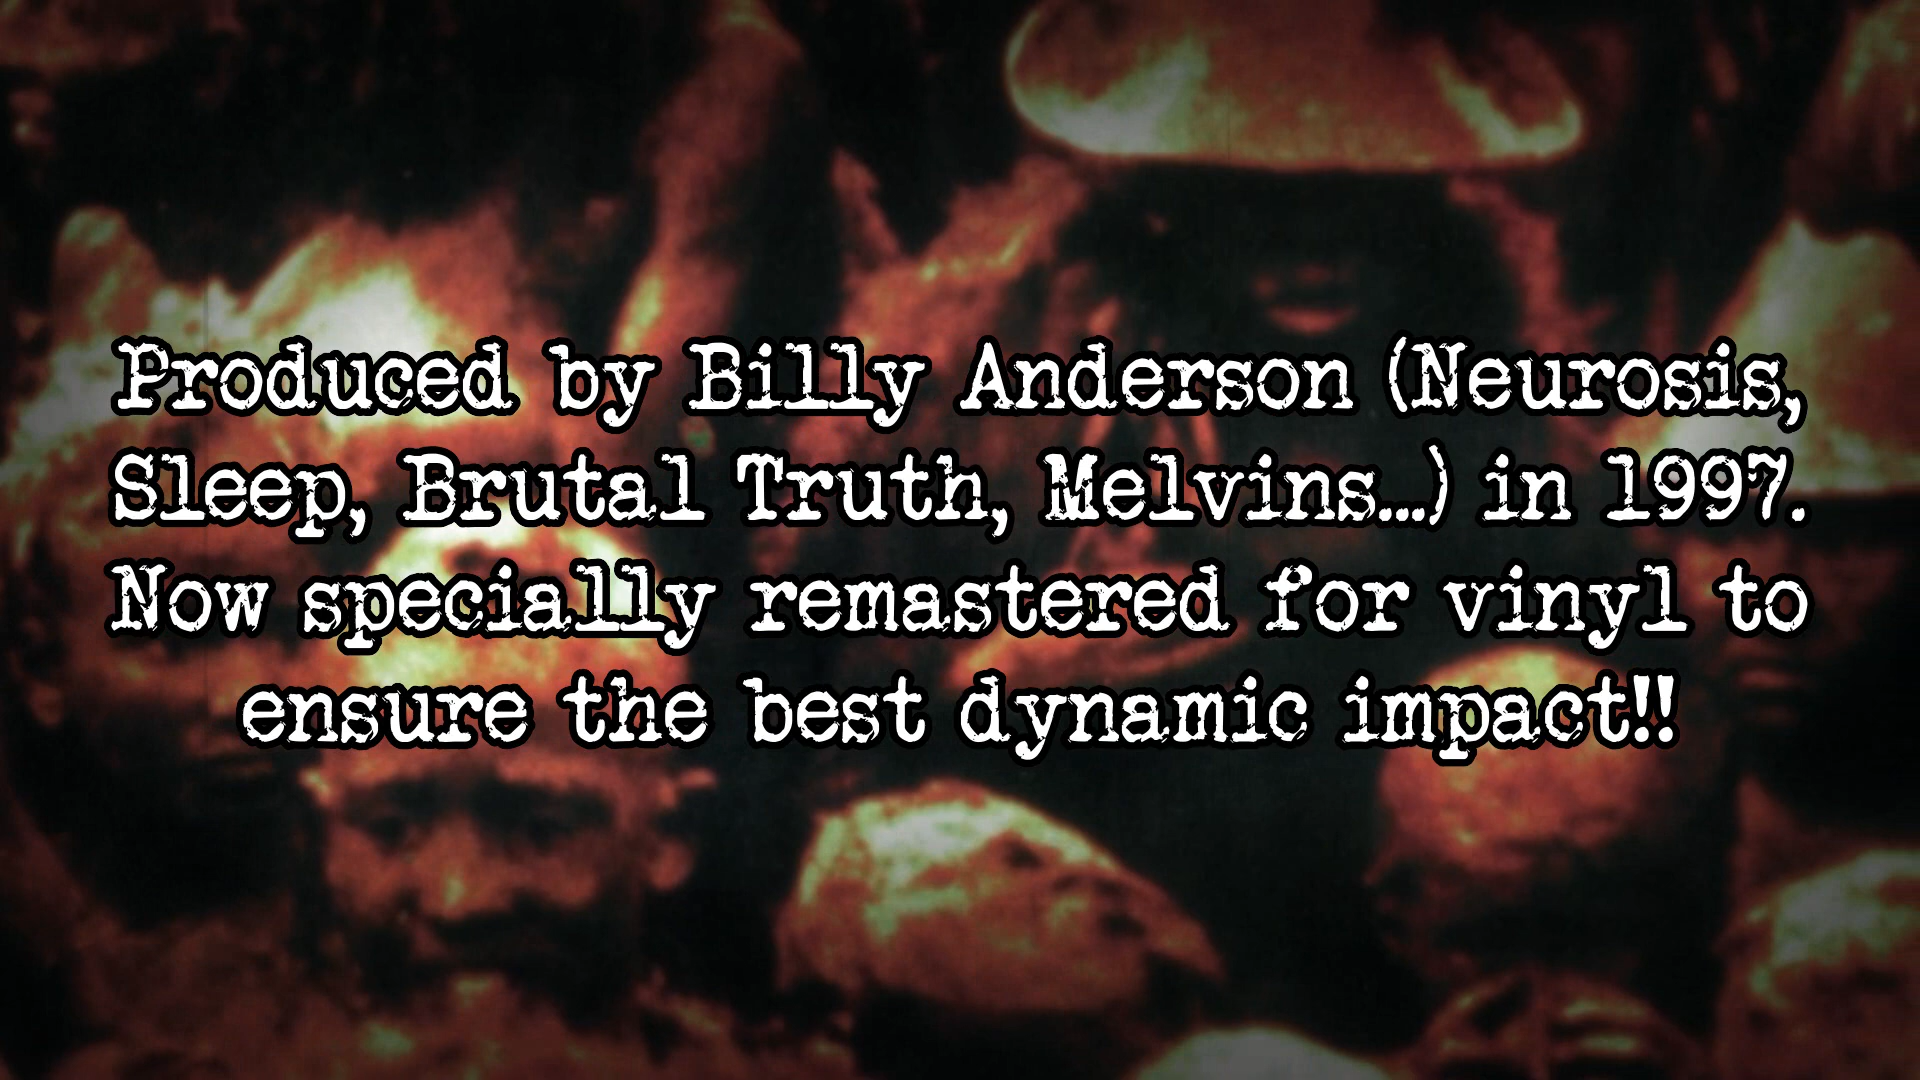 Produced by Billy Anderson (Neurosis,
Sleep, Brutal Truth, Melvins...) in 1997.
Now specially remastered for vinyl to
ensure the best dynamic impact!!